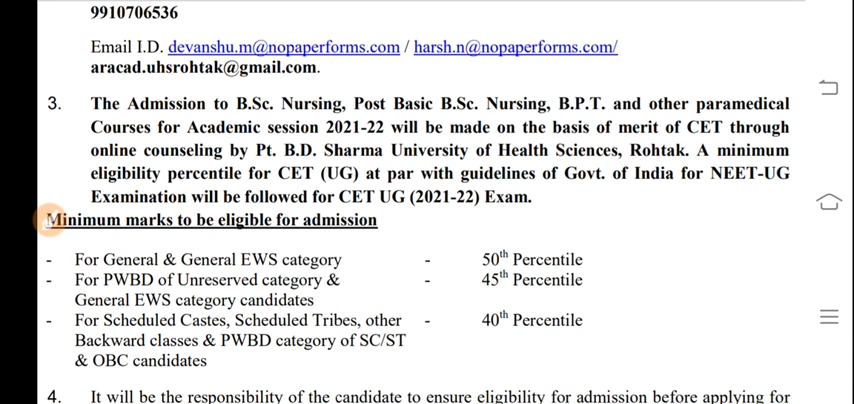 9910706536
Email I.D. devanshu.m@nopaperforms.com / harsh.n@nopaperforms.com/
aracad.uhsrohtak@gmail.com.
3. The Admission to B.Sc. Nursing, Post Basic B.Sc. Nursing, B.P.T. and other paramedical
Courses for Academic session 2021-22 will be made on the basis of merit of CET through
online counseling by Pt. B.D. Sharma University of Health Sciences, Rohtak. A minimum
eligibility percentile for CET (UG) at par with guidelines of Govt. of India for NEET-UG
Examination will be followed for CET UG (2021-22) Exam.
Minimum marks to be eligible for admission
- For General & General EWS category - 50th Percentile
- For PWBD of Unreserved category & - 45th Percentile
General EWS category candidates
- For Scheduled Castes, Scheduled Tribes, other - 40th Percentile
Backward classes & PWBD category of SC/ST
& OBC candidates
4. It will be the responsibility of the candidate to ensure eligibility for admission before applying for